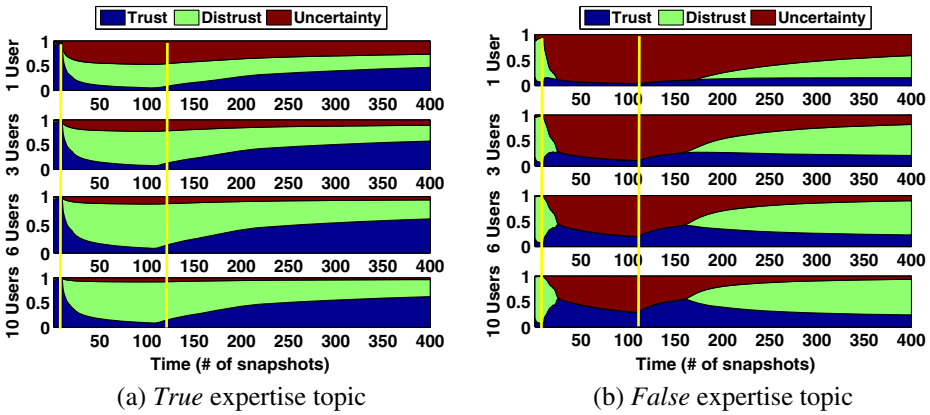 Trust Distrust Uncertainty
1 User
1
0.5
0
50 100 150 200 250 300 350 400
3 Users
1
0.5
0
50 100 150 200 250 300 350 400
6 Users
1
0.5
0
50 100 150 200 250 300 350 400
10 Users
1
0.5
0
50 100 150 200 250 300 350 400
Time (# of snapshots)
(a) True expertise topic
Trust Distrust Uncertainty
1 User
1
0.5
0
50 100 150 200 250 300 350 400
3 Users
1
0.5
0
50 100 150 200 250 300 350 400
6 Users
1
0.5
0
50 100 150 200 250 300 350 400
10 Users
1
0.5
0
50 100 150 200 250 300 350 400
Time (# of snapshots)
(b) False expertise topic